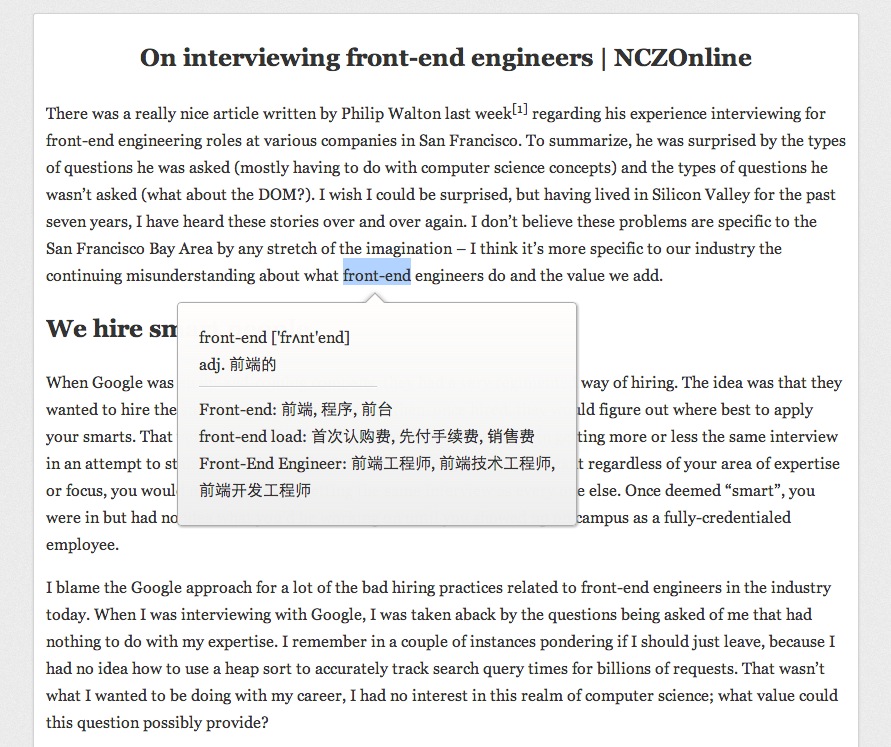 On interviewing front-end engineers | NCZOnline
There was a really nice article written by Philip Walton last week[1] regarding his experience interviewing for
front-end engineering roles at various companies in San Francisco. To summarize, he was surprised by the types
of questions he was asked (mostly having to do with computer science concepts) and the types of questions he
wasn’t asked (what about the DOM?). I wish I could be surprised, but having lived in Silicon Valley for the past
seven years, I have heard these stories over and over again. I don’t believe these problems are specific to the
San Francisco Bay Area by any stretch of the imagination – I think it’s more specific to our industry the
continuing misunderstanding about what front-end engineers do and the value we add.
We hire
front-end ['frʌnt'end]
adj. 前端的
Front-end: 前端, 程序, 前台
front-end load: 首次认购费, 先付手续费, 销售费
Front-End Engineer: 前端工程师, 前端技术工程师,
前端开发工程师
When Google was way of hiring. The idea was that they
wanted to hire the figure out where best to apply
your smarts. That more or less the same interview
in an attempt to regardless of your area of expertise
or focus, you else. Once deemed “smart”, you
were in but had campus as a fully-credentialed
employee.
I blame the Google approach for a lot of the bad hiring practices related to front-end engineers in the industry
today. When I was interviewing with Google, I was taken aback by the questions being asked of me that had
nothing to do with my expertise. I remember in a couple of instances pondering if I should just leave, because I
had no idea how to use a heap sort to accurately track search query times for billions of requests. That wasn’t
what I wanted to be doing with my career, I had no interest in this realm of computer science; what value could
this question possibly provide?